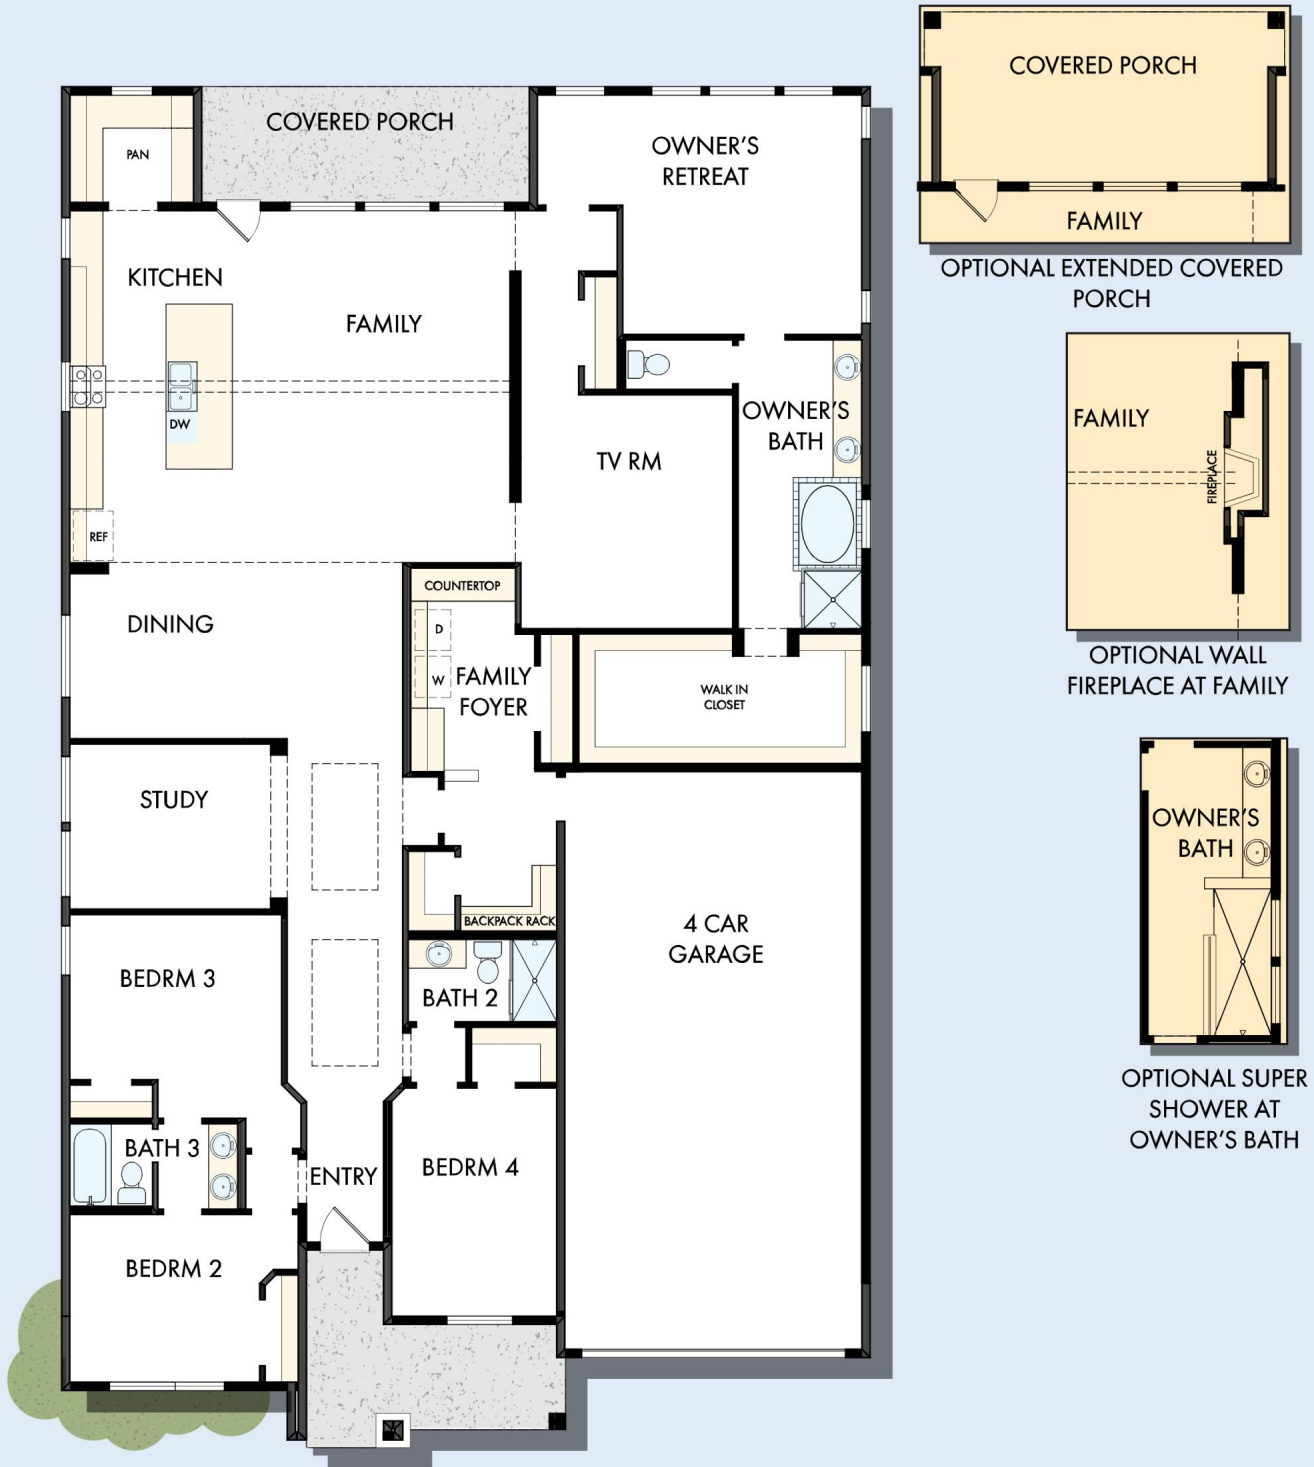 COVERED PORCH
PAN
OWNER'S
RETREAT
KITCHEN
FAMILY
DW
OWNER'S
BATH
TV RM
REF
COUNTERTOP
DINING
D
W
FAMILY
FOYER
WALK IN
CLOSET
STUDY
BACKPACK RACK
4 CAR
GARAGE
BEDRM 3
BATH 2
BATH 3
ENTRY
BEDRM 4
BEDRM 2
COVERED PORCH
FAMILY
OPTIONAL EXTENDED COVERED
PORCH
FAMILY
FIREPLACE
OPTIONAL WALL
FIREPLACE AT FAMILY
OWNER'S
BATH
OPTIONAL SUPER
SHOWER AT
OWNER'S BATH